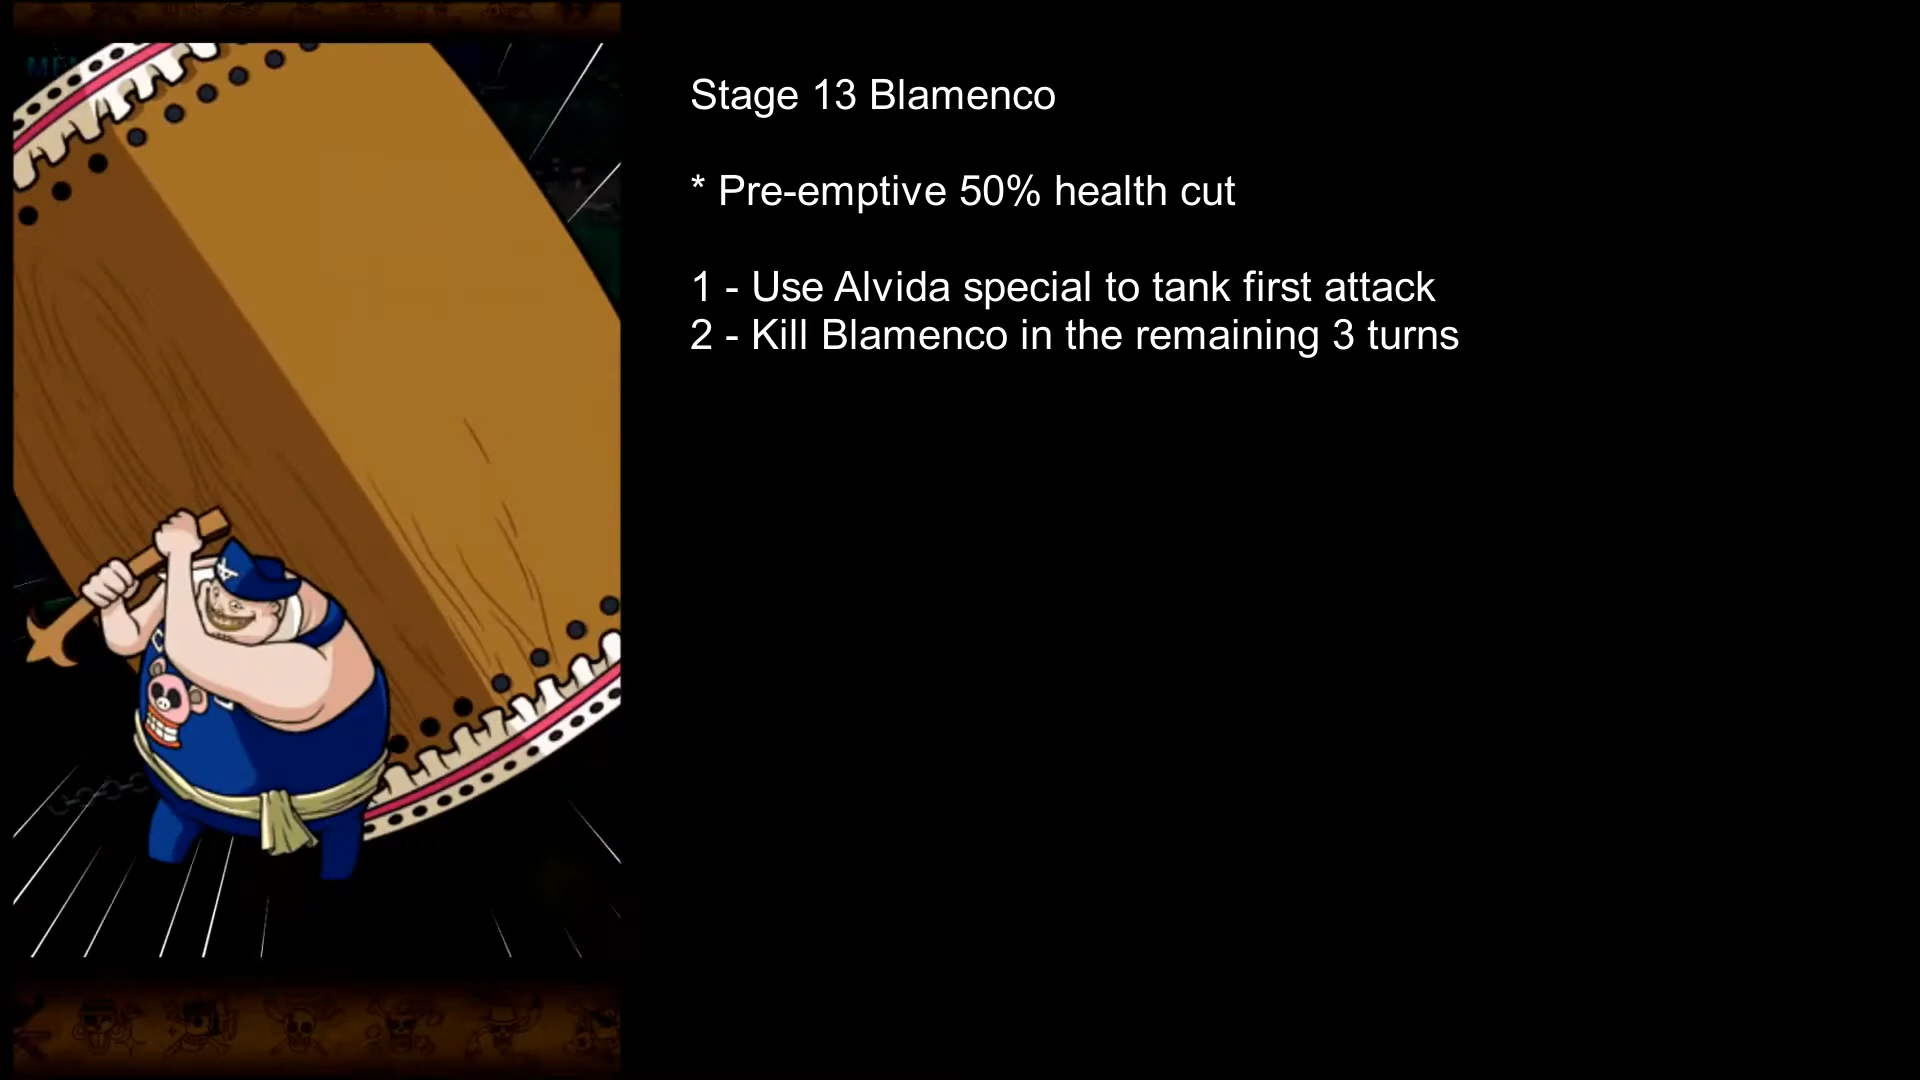 Stage 13 Blamenco
* Pre-emptive 50% health cut
1 - Use Alvida special to tank first attack
2 - Kill Blamenco in the remaining 3 turns